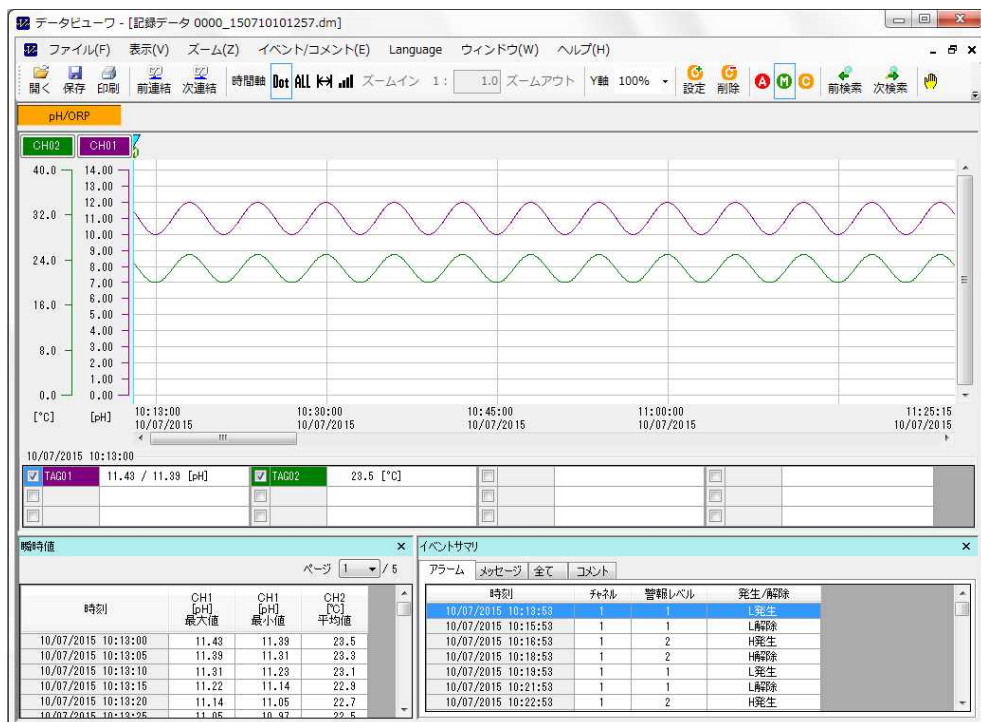 データビューワ - [記録データ 0000_150710101257.dm]
ファイル(F) 表示(V) ズーム(Z) イベント/コメント(E) Language ウィンドウ(W) ヘルプ(H)
開く 保存 印刷 前連結 次連結 時間軸 Dot ALL ズームイン 1 : 1.0 ズームアウト Y軸 100% 設定 削除 A M C 前検索 次検索
pH/ORP
CH02 CH01
40.0 14.00
13.00
12.00
32.0 11.00
10.00
9.00
24.0 8.00
7.00
6.00
16.0 5.00
4.00
8.0 3.00
2.00
1.00
0.0 0.00
[°C] [pH] 10:13:00 10:30:00 10:45:00 11:00:00 11:25:15
10/07/2015 10/07/2015 10/07/2015 10/07/2015 10/07/2015
10/07/2015 10:13:00
TAG01 11.43 / 11.39 [pH] TAG02 23.5 [°C]
瞬時値
ページ 1 / 5
時刻 CH1 [pH] 最大値 CH1 [pH] 最小値 CH2 [°C] 平均値
10/07/2015 10:13:00 11.43 11.39 23.5
10/07/2015 10:13:05 11.39 11.31 23.3
10/07/2015 10:13:10 11.31 11.23 23.1
10/07/2015 10:13:15 11.22 11.14 22.9
10/07/2015 10:13:20 11.14 11.05 22.7
10/07/2015 10:13:25 11.05 10.97 22.5
イベントサマリ
アラーム メッセージ 全て コメント
時刻 チャネル 警報レベル 発生/解除
10/07/2015 10:13:53 1 1 L発生
10/07/2015 10:15:53 1 1 L解除
10/07/2015 10:16:53 1 2 H発生
10/07/2015 10:18:53 1 2 H解除
10/07/2015 10:19:53 1 1 L発生
10/07/2015 10:21:53 1 1 L解除
10/07/2015 10:22:53 1 2 H発生